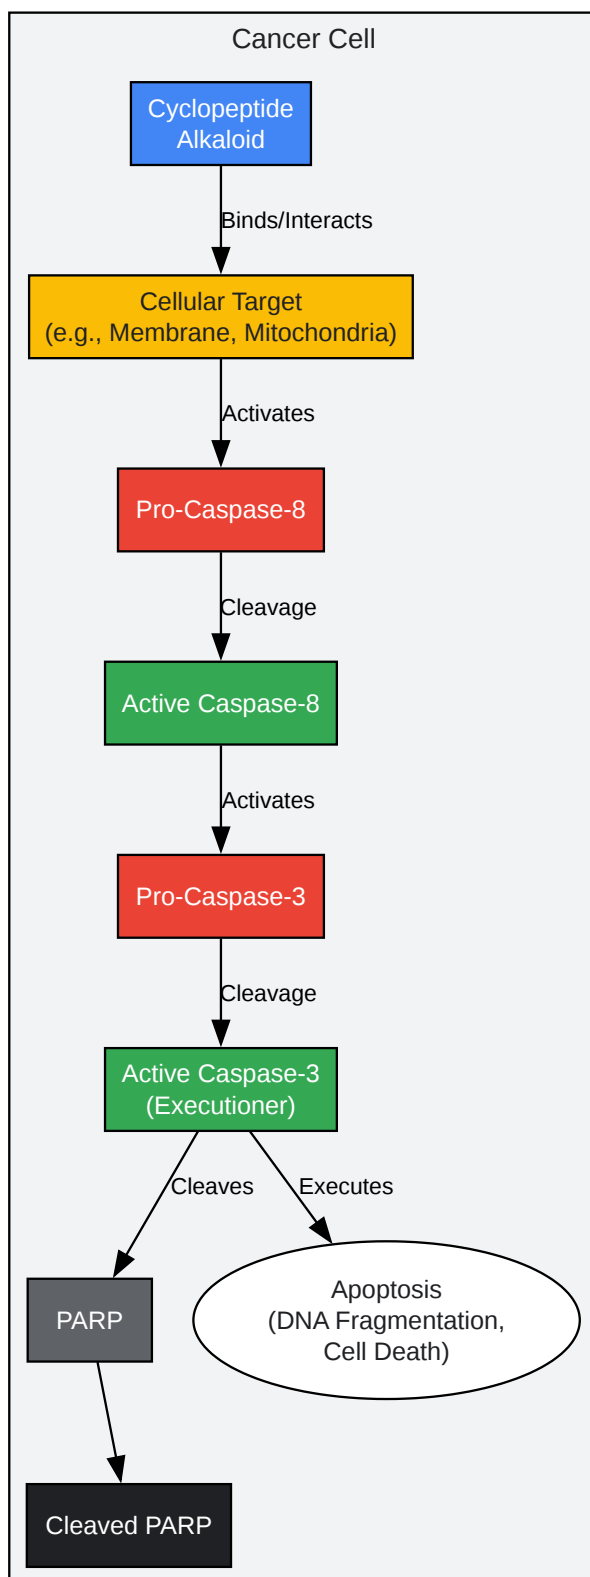 Cancer Cell
Cyclopeptide
Alkaloid
Binds/Interacts
Cellular Target
(e.g., Membrane, Mitochondria)
Activates
Pro-Caspase-8
Cleavage
Active Caspase-8
Activates
Pro-Caspase-3
Cleavage
Active Caspase-3
(Executioner)
Cleaves
Executes
PARP
Apoptosis
(DNA Fragmentation,
Cell Death)
Cleaved PARP